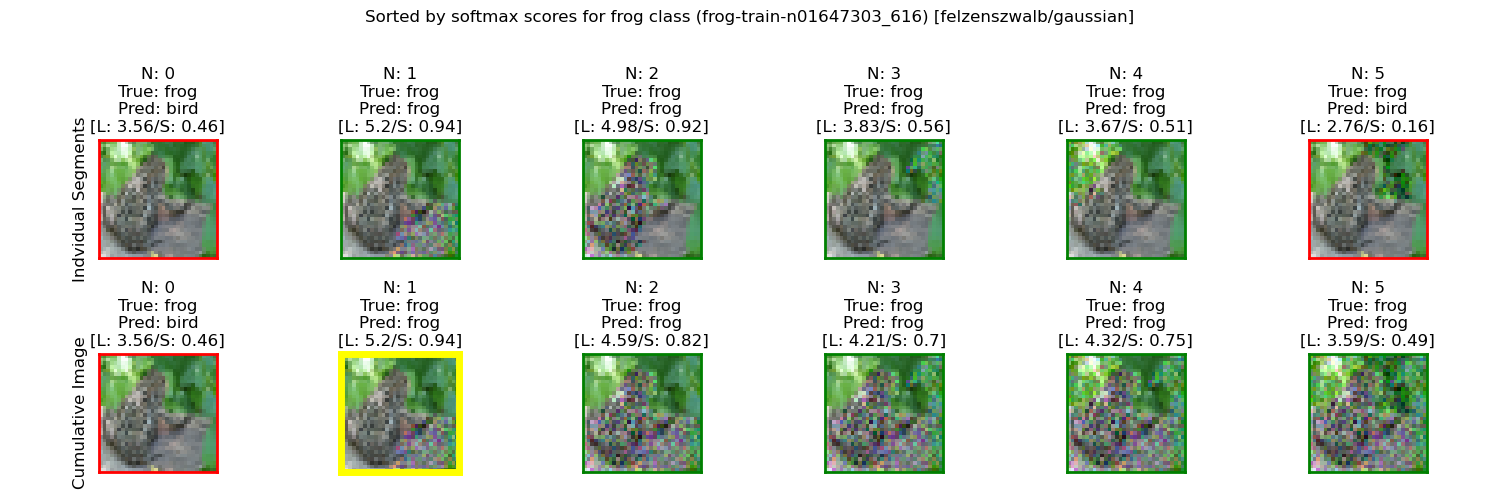 Sorted by softmax scores for frog class (frog-train-n01647303_616) [felzenszwalb/gaussian]
Indvidual Segments
N: 0
True: frog
Pred: bird
[L: 3.56/S: 0.46]
N: 1
True: frog
Pred: frog
[L: 5.2/S: 0.94]
N: 2
True: frog
Pred: frog
[L: 4.98/S: 0.92]
N: 3
True: frog
Pred: frog
[L: 3.83/S: 0.56]
N: 4
True: frog
Pred: frog
[L: 3.67/S: 0.51]
N: 5
True: frog
Pred: bird
[L: 2.76/S: 0.16]
Cumulative Image
N: 0
True: frog
Pred: bird
[L: 3.56/S: 0.46]
N: 1
True: frog
Pred: frog
[L: 5.2/S: 0.94]
N: 2
True: frog
Pred: frog
[L: 4.59/S: 0.82]
N: 3
True: frog
Pred: frog
[L: 4.21/S: 0.7]
N: 4
True: frog
Pred: frog
[L: 4.32/S: 0.75]
N: 5
True: frog
Pred: frog
[L: 3.59/S: 0.49]